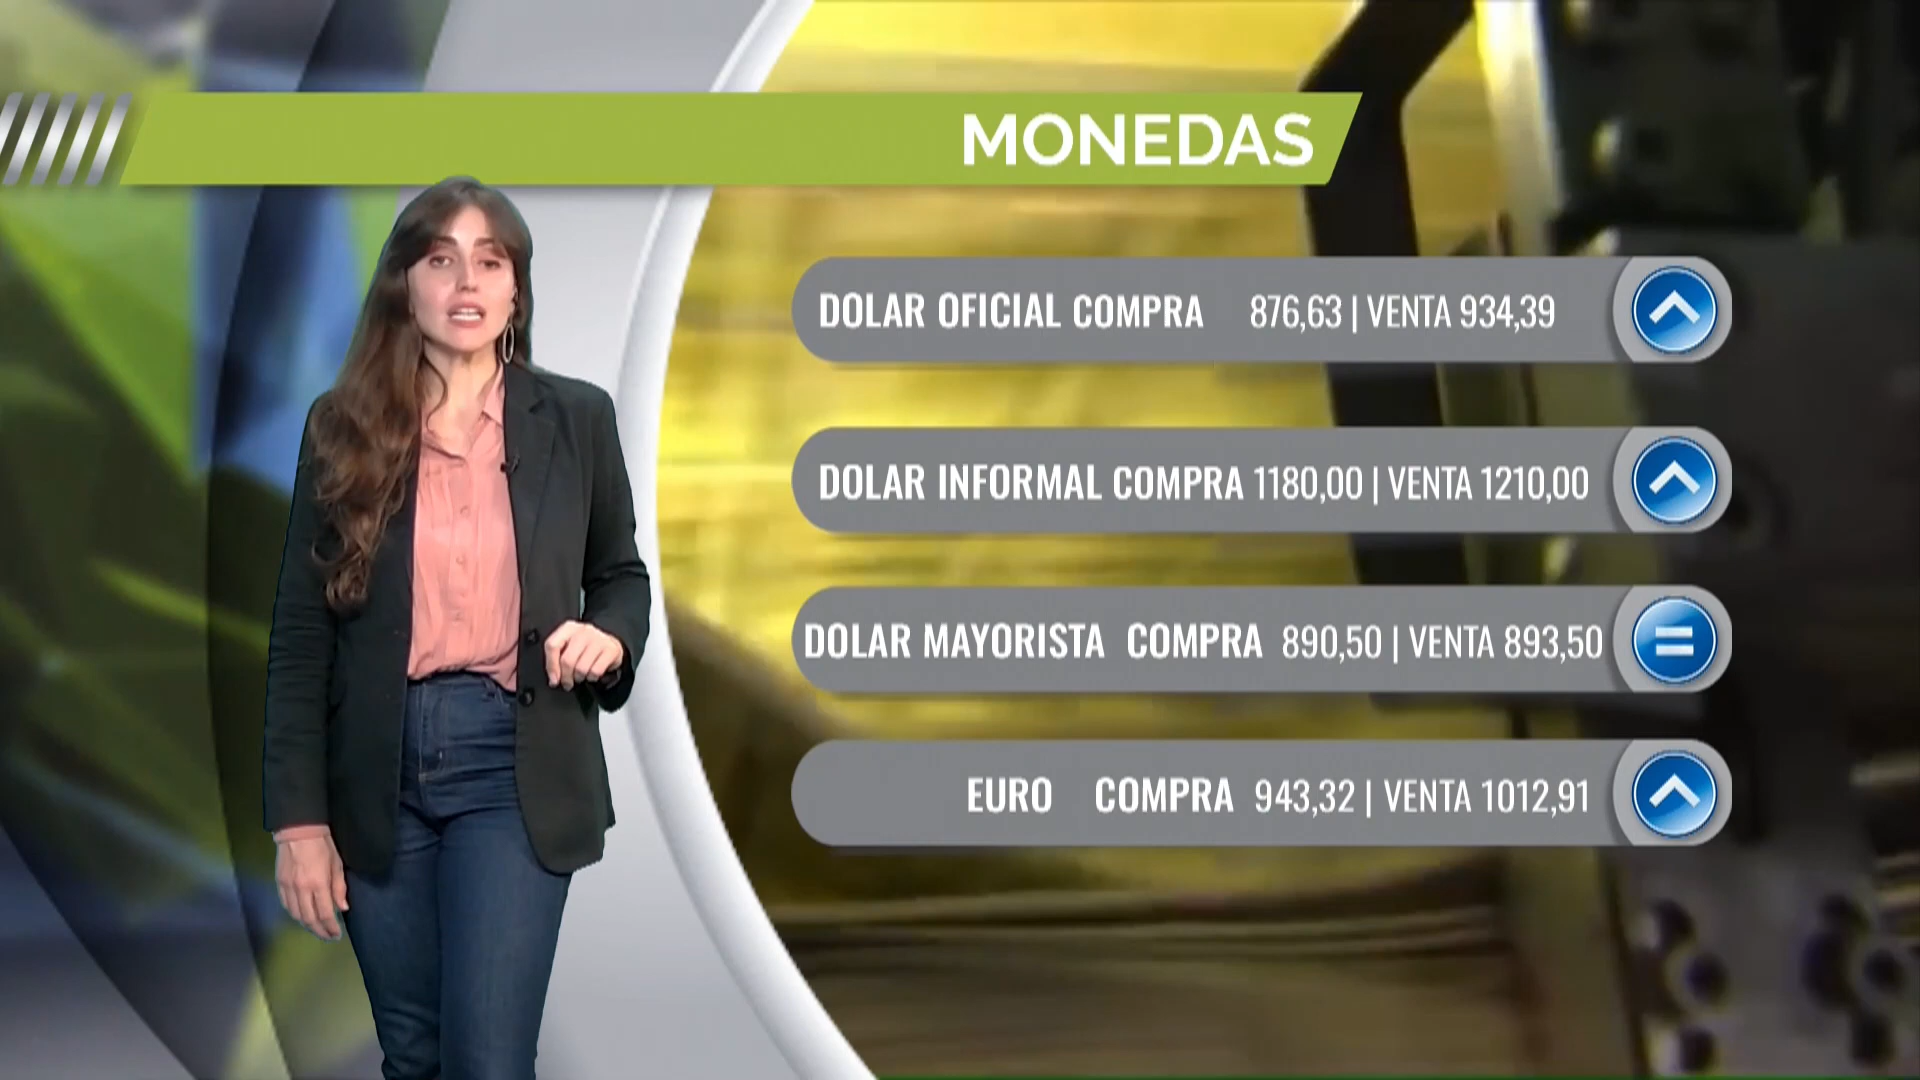 MONEDAS
DOLAR OFICIAL COMPRA 876,63 | VENTA 934,39
DOLAR INFORMAL COMPRA 1180,00 | VENTA 1210,00
DOLAR MAYORISTA COMPRA 890,50 | VENTA 893,50
EURO COMPRA 943,32 | VENTA 1012,91